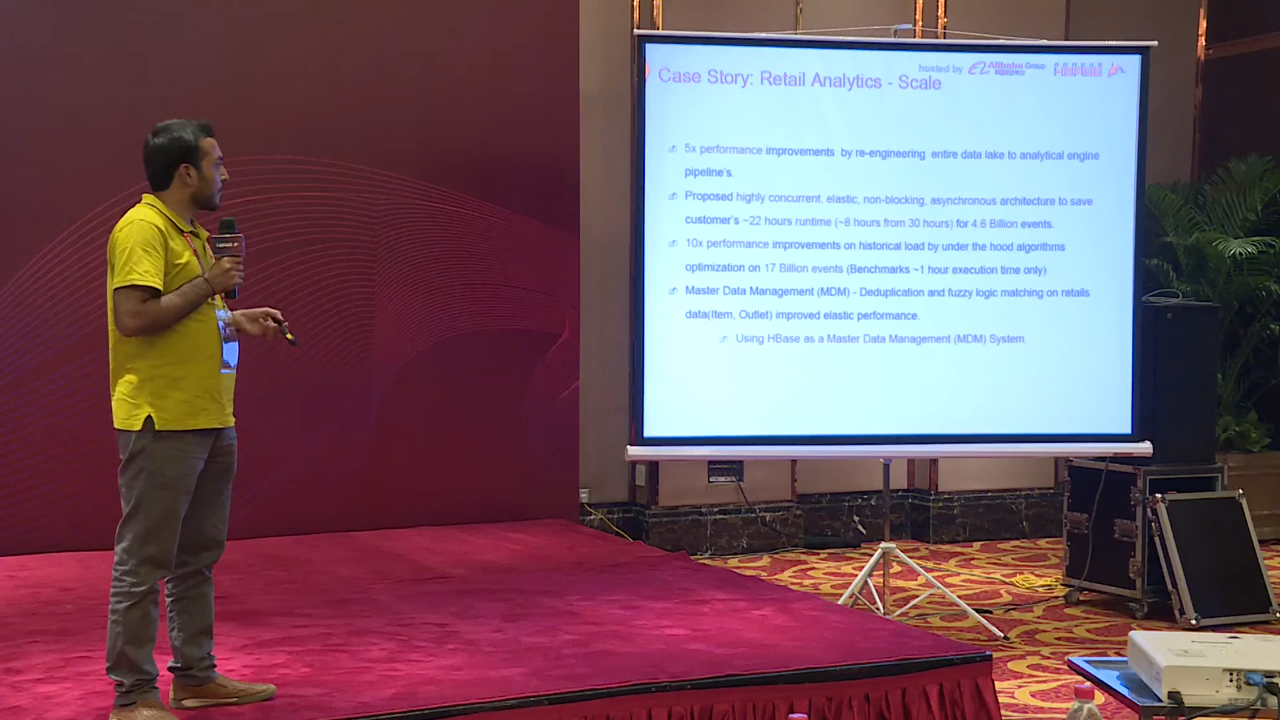 hosted by Alibaba Group
Case Story: Retail Analytics - Scale
5x performance improvements by re-engineering entire data lake to analytical engine
pipeline's.
Proposed highly concurrent, elastic, non-blocking, asynchronous architecture to save
customer's ~22 hours runtime (~8 hours from 30 hours) for 4.6 Billion events.
10x performance improvements on historical load by under the hood algorithms
optimization on 17 Billion events (Benchmarks ~1 hour execution time only)
Master Data Management (MDM) - Deduplication and fuzzy logic matching on retails
data(Item, Outlet) improved elastic performance.
Using HBase as a Master Data Management (MDM) System.